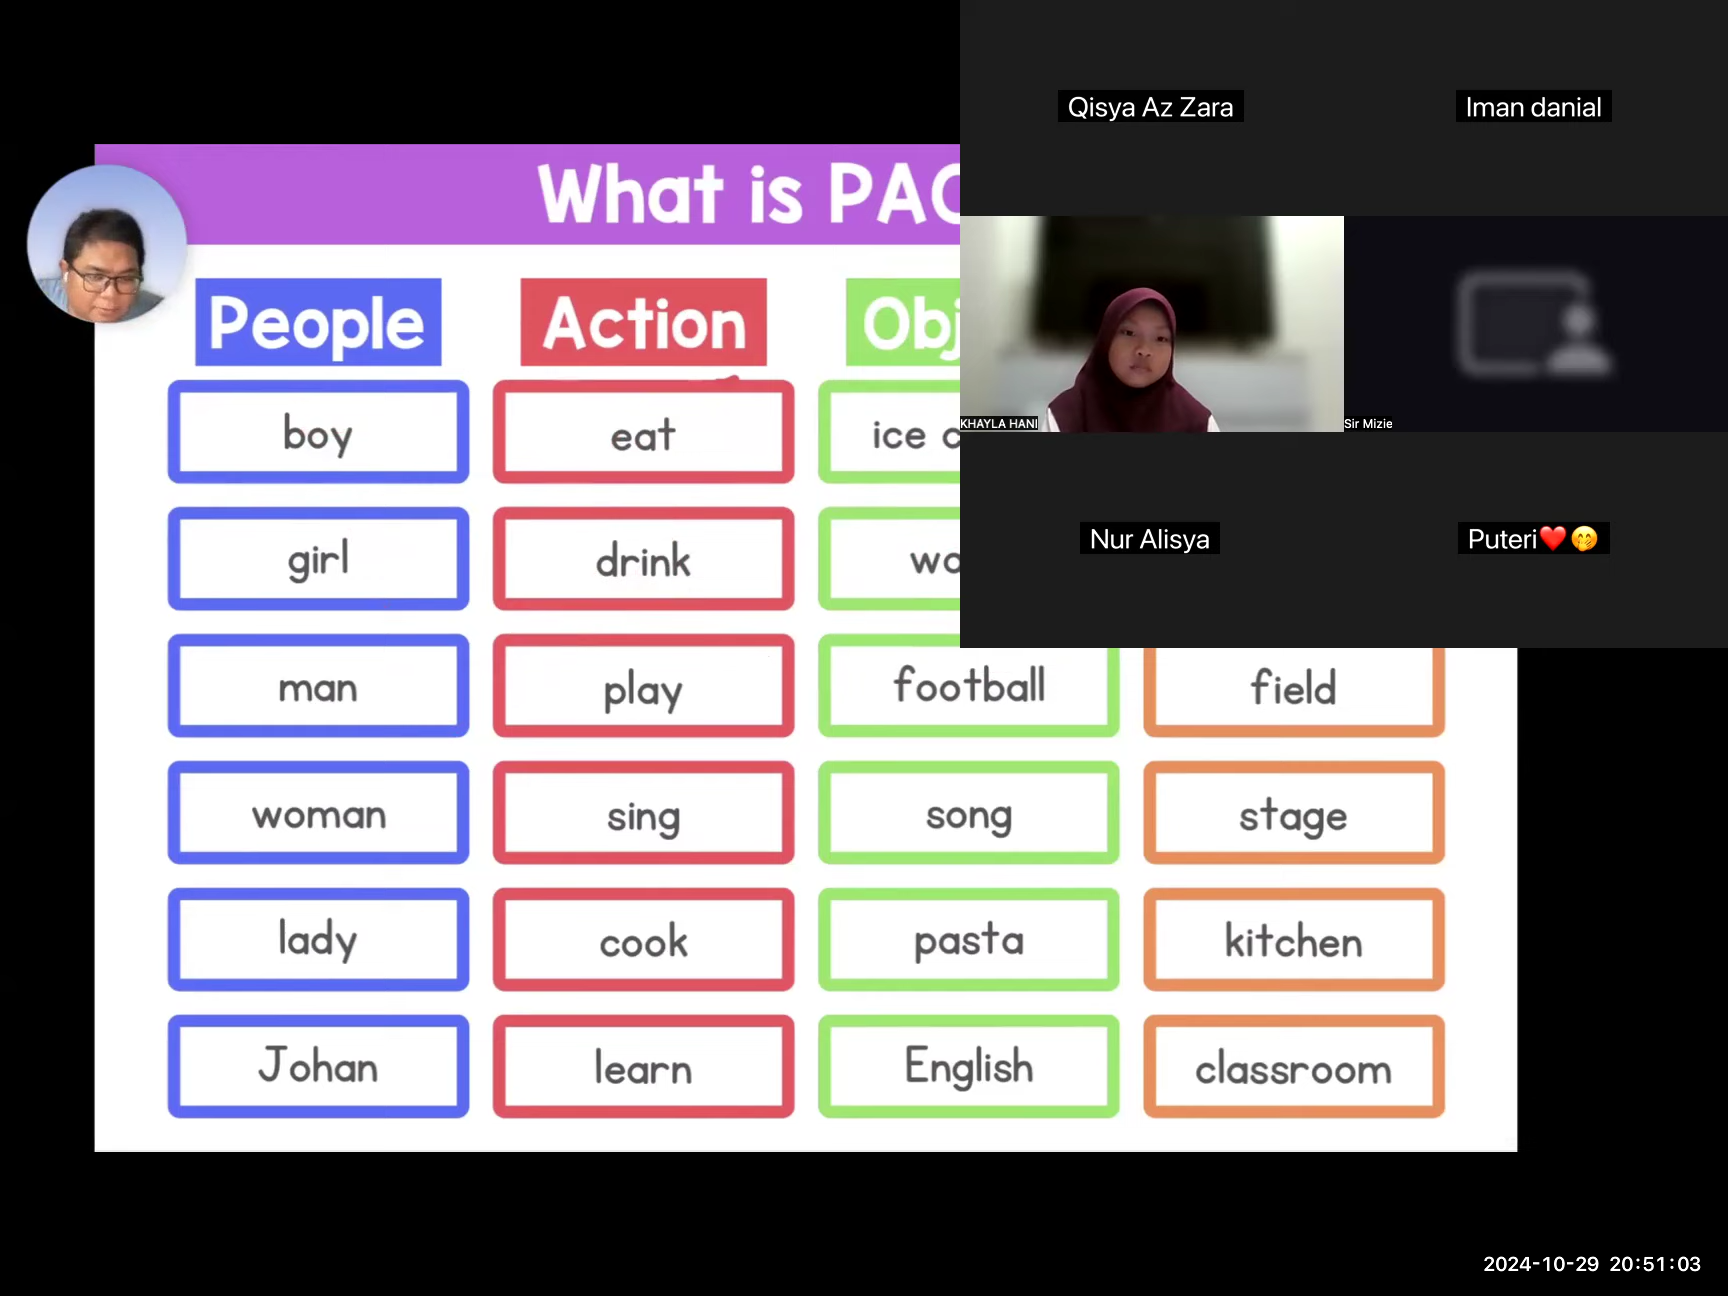 What is PAC
People Action Obj
boy eat ice c
girl drink wa
man play football field
woman sing song stage
lady cook pasta kitchen
Johan learn English classroom
Qisya Az Zara
Iman danial
KHAYLA HANI
Sir Mizie
Nur Alisya
Puteri❤️🤭
2024-10-29 20:51:03